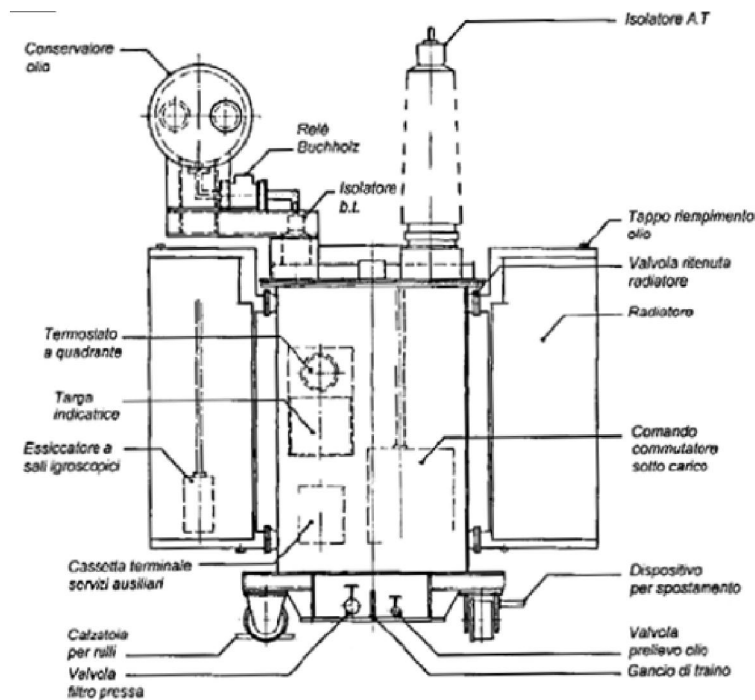 Isolatore A.T
Conservatore
olio
Relè
Buchholz
Isolatore
b.t.
Tappo riempimento
olio
Valvola ritenuta
radiatore
Radiatore
Termostato
a quadrante
Targa
indicatrice
Essiccatore a
sali igroscopici
Comando
commutatore
sotto carico
Cassetta terminale
servizi ausiliari
Dispositivo
per spostamento
Calzatoia
per rulli
Valvola
prelievo olio
Valvola
filtro pressa
Gancio di traino